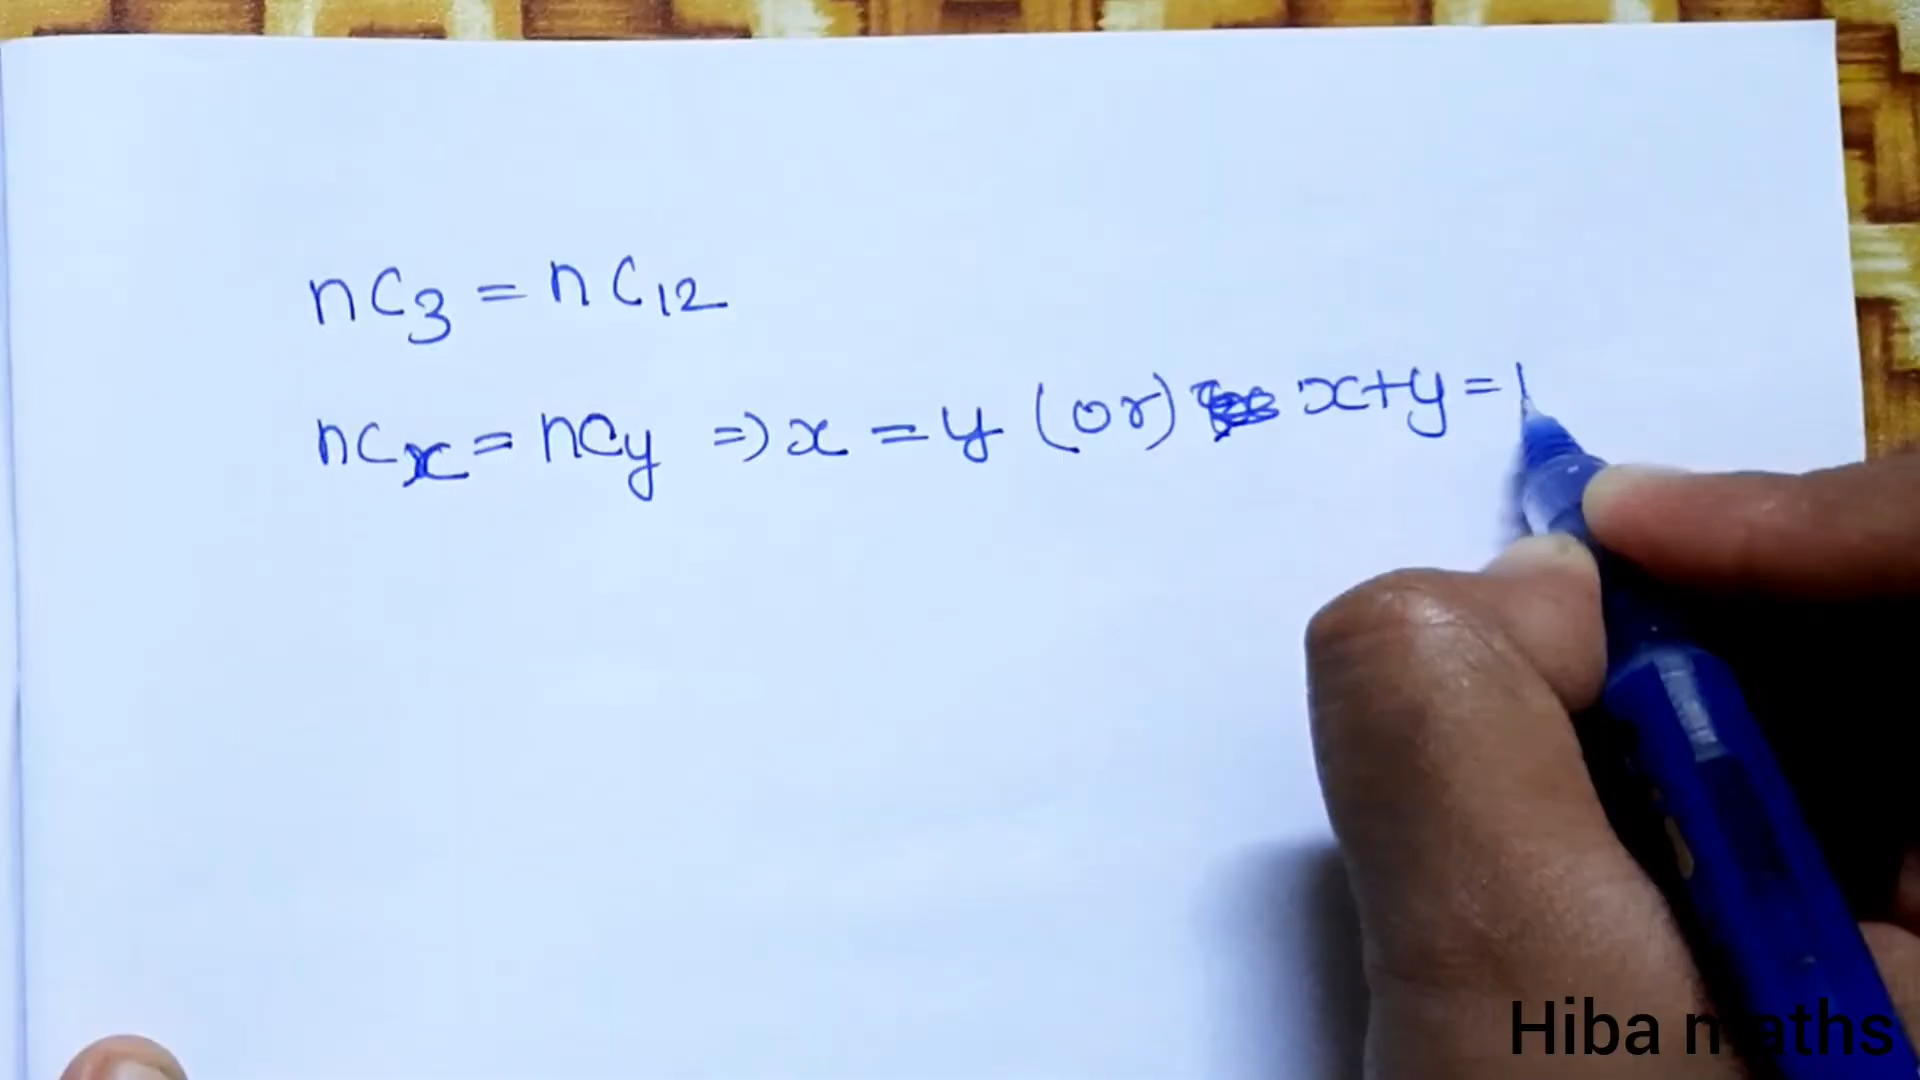 nC3 = nC12
nCx = nCy ⇒ x = y (or) x+y =
Hiba maths